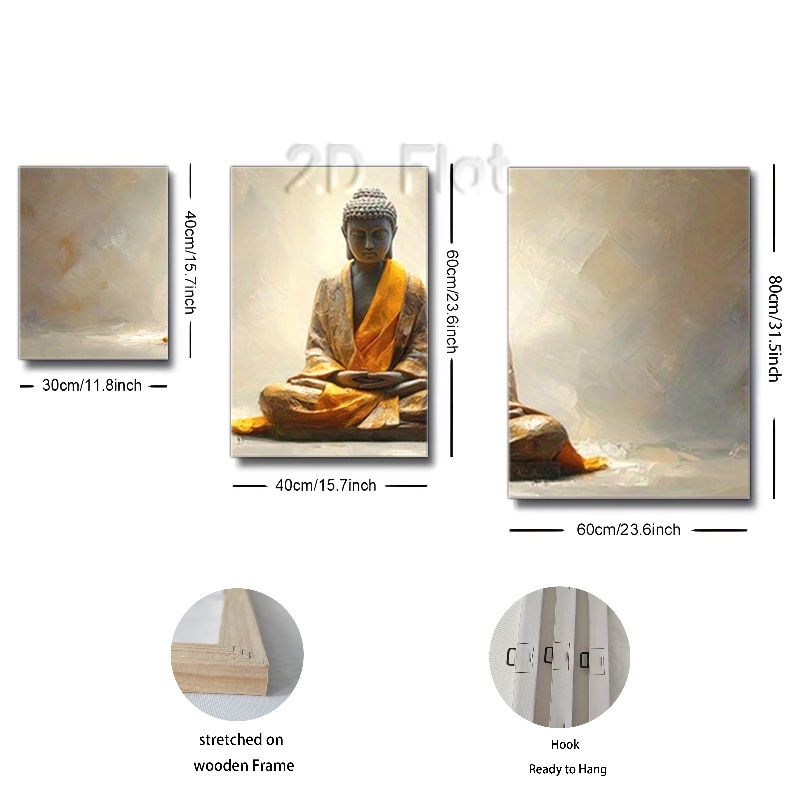 2D Flat
40cm/15.7inch
30cm/11.8inch
60cm/23.6inch
40cm/15.7inch
80cm/31.5inch
60cm/23.6inch
stretched on
wooden Frame
Hook
Ready to Hang